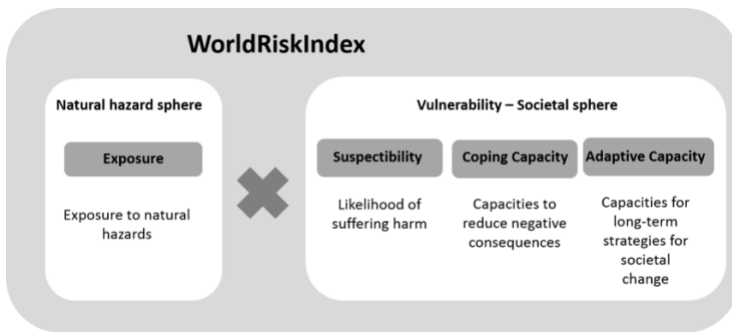 WorldRiskIndex
Natural hazard sphere
Exposure
Exposure to natural
hazards
Vulnerability – Societal sphere
Suspectibility
Likelihood of
suffering harm
Coping Capacity
Capacities to
reduce negative
consequences
Adaptive Capacity
Capacities for
long-term
strategies for
societal
change